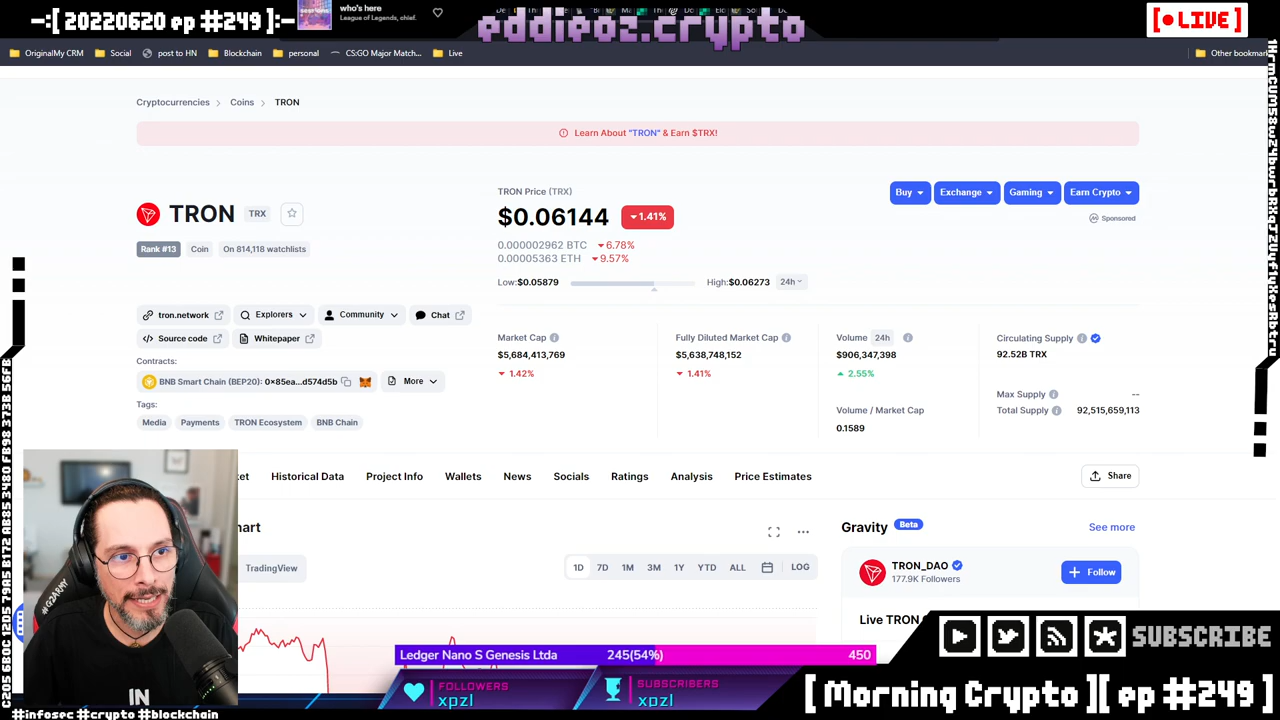 -:[ 20220620 ep #249 ]:-
who's here
League of Legends, chief.
eddieoz.crypto
[ LIVE ]
OriginalMy CRM
Social
post to HN
Blockchain
personal
CS:GO Major Match...
Live
Other bookmar
Cryptocurrencies
Coins
TRON
Learn About "TRON" & Earn $TRX!
TRON
TRX
TRON Price (TRX)
$0.06144
1.41%
Buy
Exchange
Gaming
Earn Crypto
Sponsored
Rank #13
Coin
On 814,118 watchlists
0.000002962 BTC
6.78%
0.00005363 ETH
9.57%
Low:$0.05879
High:$0.06273
24h
tron.network
Explorers
Community
Chat
Source code
Whitepaper
Contracts:
BNB Smart Chain (BEP20): 0x85ea...d574d5b
More
Tags:
Media
Payments
TRON Ecosystem
BNB Chain
Market Cap
$5,684,413,769
1.42%
Fully Diluted Market Cap
$5,638,748,152
1.41%
Volume 24h
$906,347,398
2.55%
Volume / Market Cap
0.1589
Circulating Supply
92.52B TRX
Max Supply
--
Total Supply
92,515,659,113
et
Historical Data
Project Info
Wallets
News
Socials
Ratings
Analysis
Price Estimates
Share
hart
TradingView
1D
7D
1M
3M
1Y
YTD
ALL
LOG
Gravity
Beta
See more
TRON_DAO
177.9K Followers
Follow
Live TRON
#G2ARMY
IN
Ledger Nano S Genesis Ltda
245(54%)
450
FOLLOWERS
xpzl
SUBSCRIBERS
xpzl
SUBSCRIBE
[ Morning Crypto ][ ep #249 ]
#infosec #crypto #blockchain